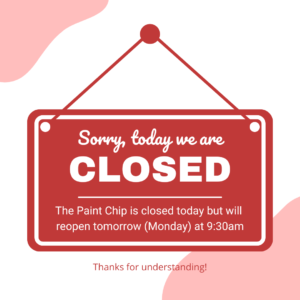 Sorry, today we are
CLOSED
The Paint Chip is closed today but will
reopen tomorrow (Monday) at 9:30am
Thanks for understanding!